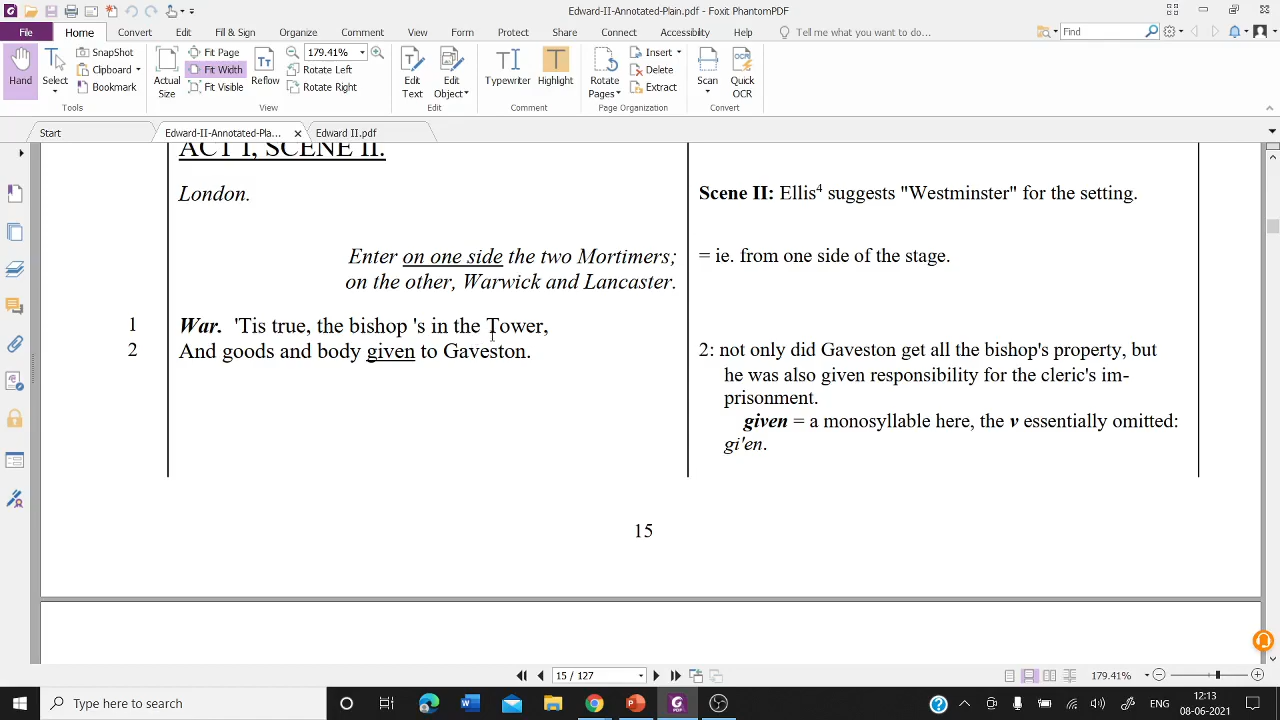 Edward-II-Annotated-Plain.pdf - Foxit PhantomPDF
File Home Convert Edit Fill & Sign Organize Comment View Form Protect Share Connect Accessibility Help Tell me what you want to do... Find
Hand
Select
SnapShot
Clipboard
Bookmark
Tools
Actual Size
Fit Page
Fit Width
Fit Visible
Reflow
179.41%
Rotate Left
Rotate Right
View
Edit Text
Edit Object
Edit
Typewriter
Highlight
Comment
Rotate Pages
Insert
Delete
Extract
Page Organization
Scan
Quick OCR
Convert
Start Edward-II-Annotated-Pla... Edward II.pdf
ACT I, SCENE II.
London.
Scene II: Ellis4 suggests "Westminster" for the setting.
Enter on one side the two Mortimers;
= ie. from one side of the stage.
on the other, Warwick and Lancaster.
1 War. 'Tis true, the bishop 's in the Tower,
2 And goods and body given to Gaveston.
2: not only did Gaveston get all the bishop's property, but
he was also given responsibility for the cleric's im-
prisonment.
given = a monosyllable here, the v essentially omitted:
gi'en.
15
15 / 127
179.41%
Type here to search
ENG
12:13
08-06-2021